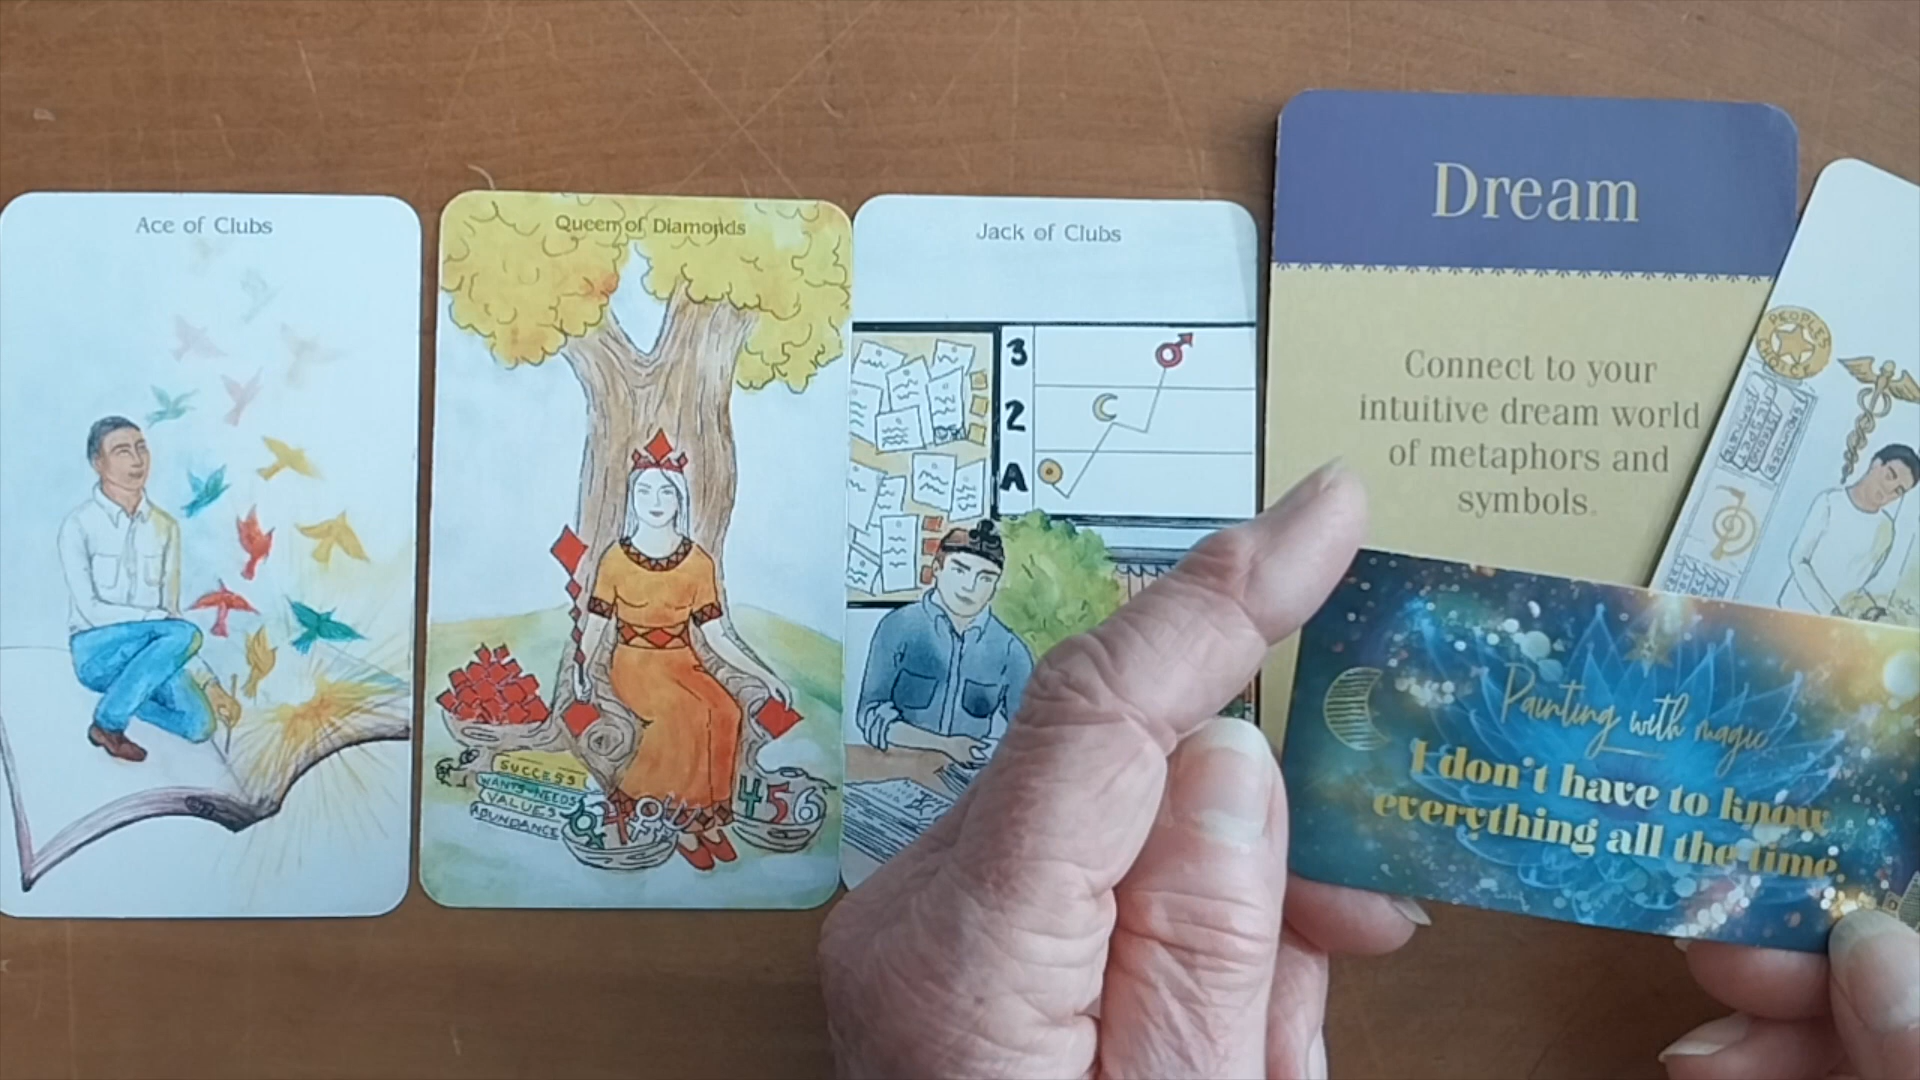 Ace of Clubs
Queen of Diamonds
SUCCESS
WANTS-NEEDS
VALUES
ABUNDANCE
456
Jack of Clubs
3
2
A
Dream
Connect to your
intuitive dream world
of metaphors and
symbols.
PEOPLES
CHOICE
Painting with magic
I don't have to know
everything all the time.